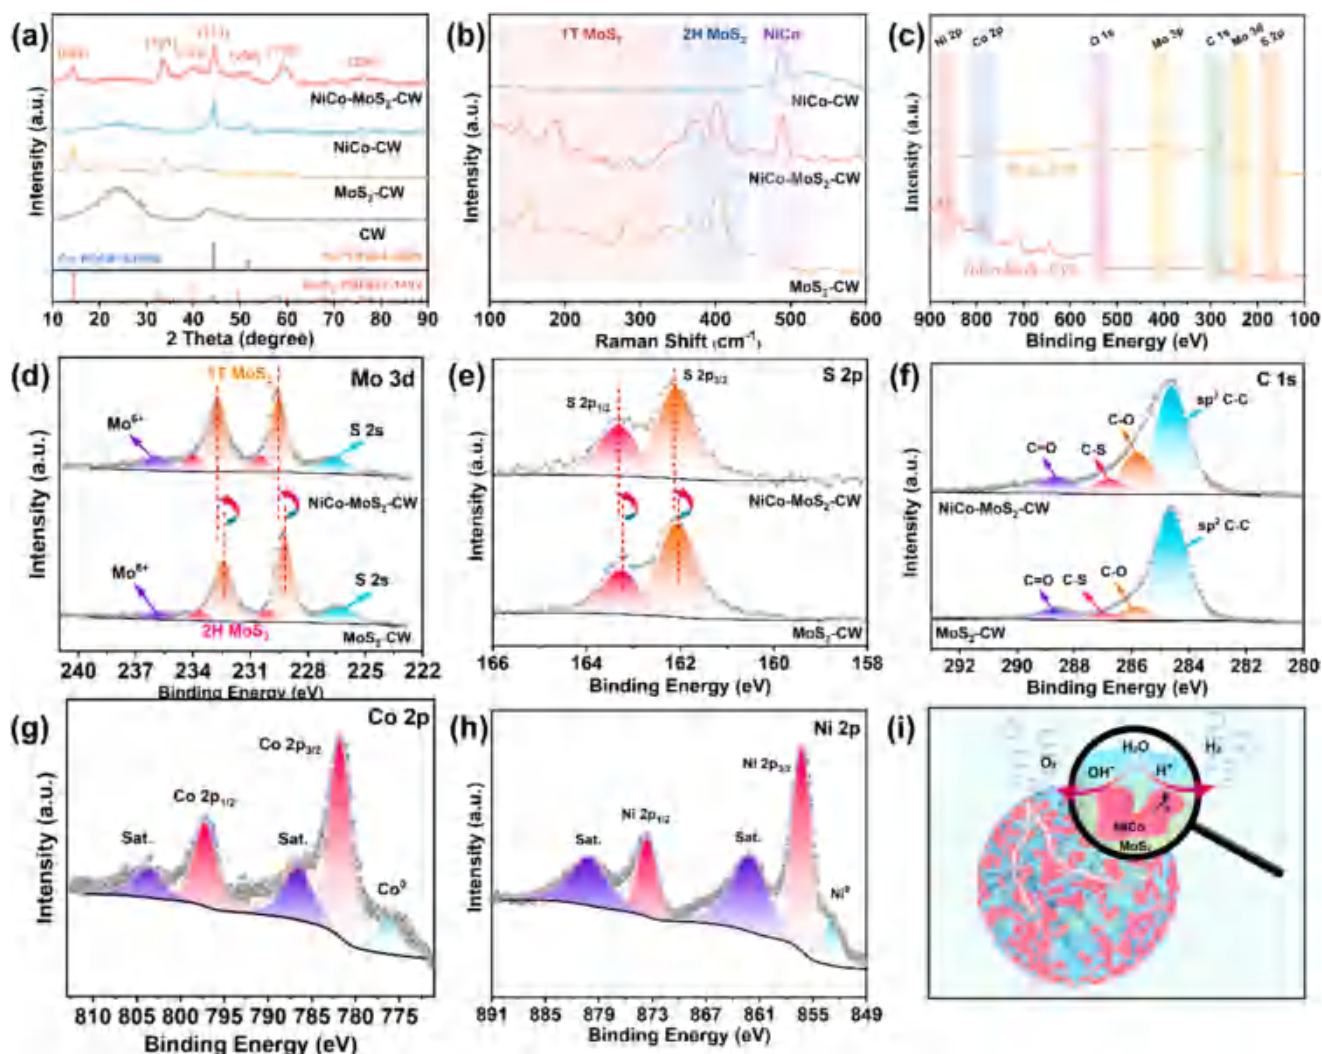 (a)
Intensity (a.u.)
NiCo-MoS₂-CW
NiCo-CW
MoS₂-CW
CW
10 20 30 40 50 60 70 80 90
2 Theta (degree)
(b)
1T MoS₂
2H MoS₂
NiCo
Intensity (a.u.)
NiCo-CW
NiCo-MoS₂-CW
MoS₂-CW
100 200 300 400 500 600
Raman Shift (cm⁻¹)
(c)
Ni 2p
Co 2p
O 1s
Mo 3p
C 1s
Mo 3d
S 2p
Intensity (a.u.)
900 800 700 600 500 400 300 200 100
Binding Energy (eV)
(d)
1T MoS₂
Mo 3d
Mo⁶⁺
S 2s
NiCo-MoS₂-CW
Intensity (a.u.)
Mo⁶⁺
S 2s
2H MoS₂
MoS₂-CW
240 237 234 231 228 225 222
Binding Energy (eV)
(e)
S 2p
S 2p₃/₂
S 2p₁/₂
Intensity (a.u.)
NiCo-MoS₂-CW
MoS₂-CW
166 164 162 160 158
Binding Energy (eV)
(f)
C 1s
sp² C-C
C-O
C=O
C-S
NiCo-MoS₂-CW
Intensity (a.u.)
sp² C-C
C=O
C-S
C-O
MoS₂-CW
292 290 288 286 284 282 280
Binding Energy (eV)
(g)
Co 2p
Co 2p₃/₂
Co 2p₁/₂
Sat.
Sat.
Co⁰
Intensity (a.u.)
810 805 800 795 790 785 780 775
Binding Energy (eV)
(h)
Ni 2p
Ni 2p₃/₂
Ni 2p₁/₂
Sat.
Sat.
Ni⁰
Intensity (a.u.)
891 885 879 873 867 861 855 849
Binding Energy (eV)
(i)
H₂O
H₂
O₂
OH⁻
H⁺
NiCo
MoS₂